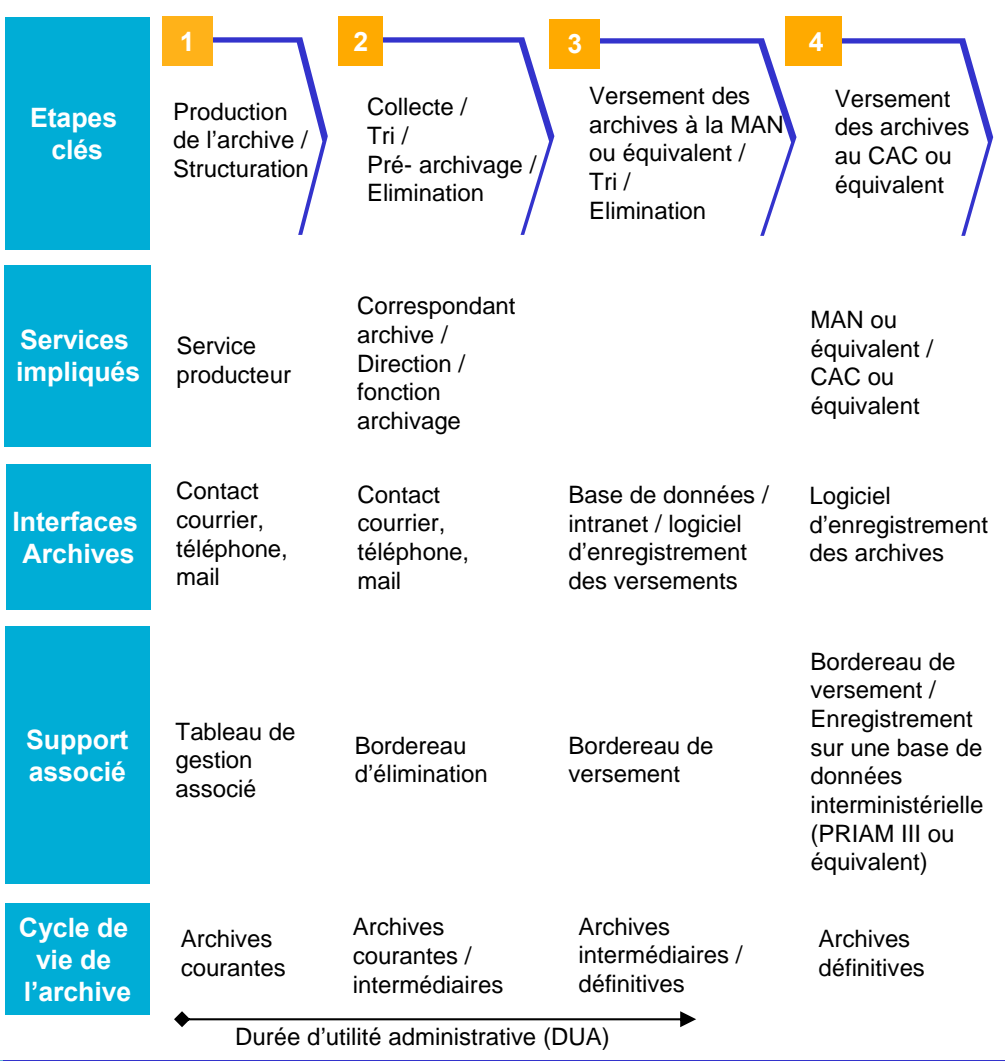 1
2
3
4
Etapes
clés
Production
de l’archive /
Structuration
Collecte /
Tri /
Pré- archivage /
Elimination
Versement des
archives à la MAN
ou équivalent /
Tri /
Elimination
Versement
des archives
au CAC ou
équivalent
Services
impliqués
Service
producteur
Correspondant
archive /
Direction /
fonction
archivage
MAN ou
équivalent /
CAC ou
équivalent
Interfaces
Archives
Contact
courrier,
téléphone,
mail
Contact
courrier,
téléphone,
mail
Base de données /
intranet / logiciel
d’enregistrement
des versements
Logiciel
d’enregistrement
des archives
Support
associé
Tableau de
gestion
associé
Bordereau
d’élimination
Bordereau de
versement
Bordereau de
versement /
Enregistrement
sur une base de
données
interministérielle
(PRIAM III ou
équivalent)
Cycle de
vie de
l’archive
Archives
courantes
Archives
courantes /
intermédiaires
Archives
intermédiaires /
définitives
Archives
définitives
Durée d’utilité administrative (DUA)